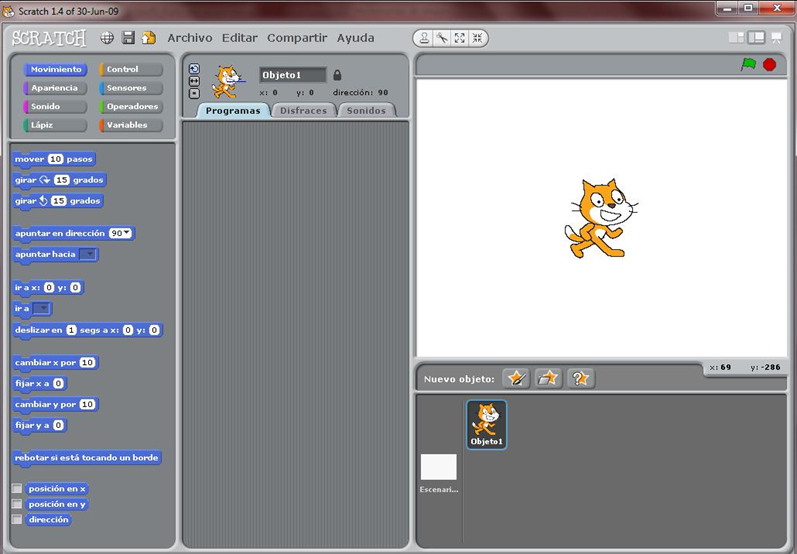 Scratch 1.4 of 30-Jun-09
SCRATCH Archivo Editar Compartir Ayuda
Movimiento Control
Apariencia Sensores
Sonido Operadores
Lápiz Variables
Objeto1
x: 0 y: 0 dirección: 90
Programas Disfraces Sonidos
mover 10 pasos
girar 15 grados
girar 15 grados
apuntar en dirección 90
apuntar hacia
ir a x: 0 y: 0
ir a
deslizar en 1 segs a x: 0 y: 0
cambiar x por 10
fijar x a 0
cambiar y por 10
fijar y a 0
rebotar si está tocando un borde
posición en x
posición en y
dirección
x: 69 y: -286
Nuevo objeto:
Objeto1
Escenari...